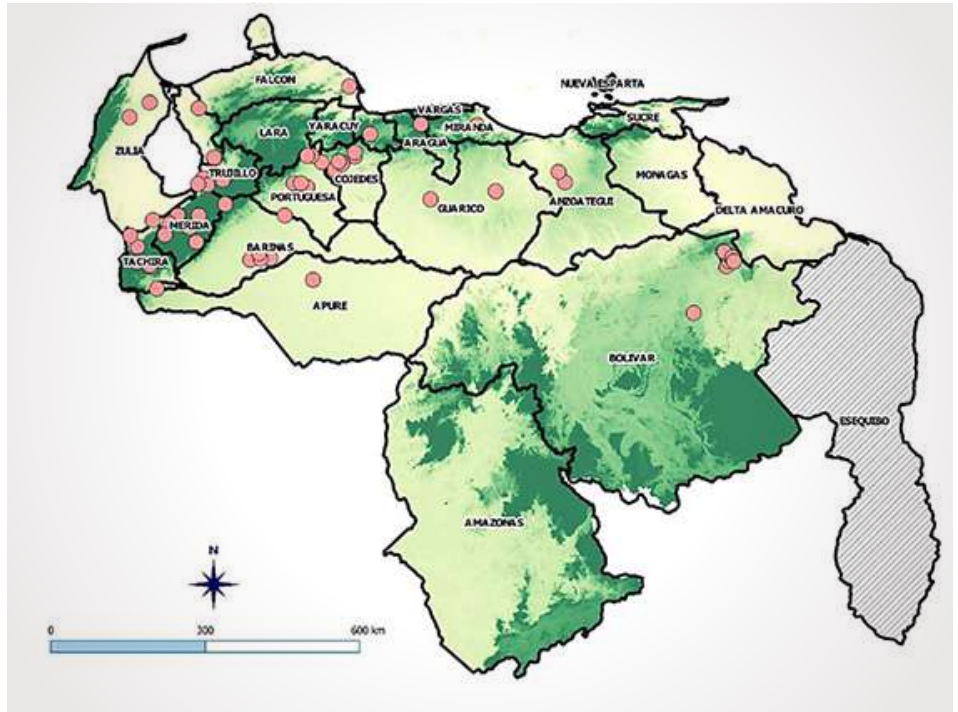 FALCON
NUEVA ESPARTA
VARGAS
SUCRE
LARA
YARACUY
MIRANDA
ARAGUA
ZULIA
TRUJILLO
COJEDES
MONAGAS
PORTUGUESA
GUARICO
ANZOATEGUI
DELTA AMACURO
MERIDA
BARINAS
TACHIRA
APURE
BOLIVAR
ESEQUIBO
AMAZONAS
N
0 300 600 km